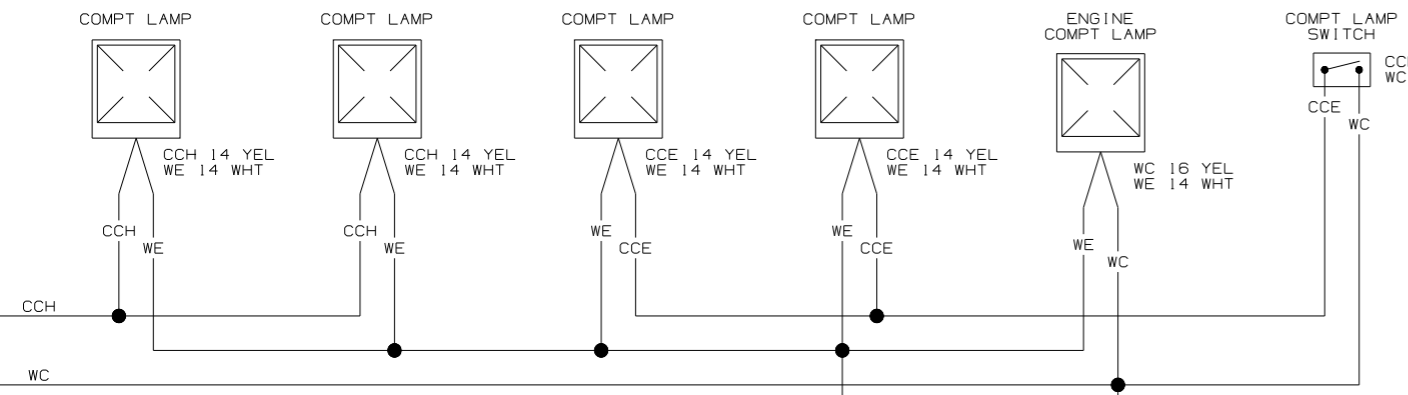 COMPT LAMP
COMPT LAMP
COMPT LAMP
COMPT LAMP
ENGINE
COMPT LAMP
COMPT LAMP
SWITCH
WC
CCE
WC
CCH 14 YEL
WE 14 WHT
CCH 14 YEL
WE 14 WHT
CCE 14 YEL
WE 14 WHT
CCE 14 YEL
WE 14 WHT
WC 16 YEL
WE 14 WHT
CCH
WE
CCH
WE
WE
CCE
WE
CCE
WE
WC
CCH
WC